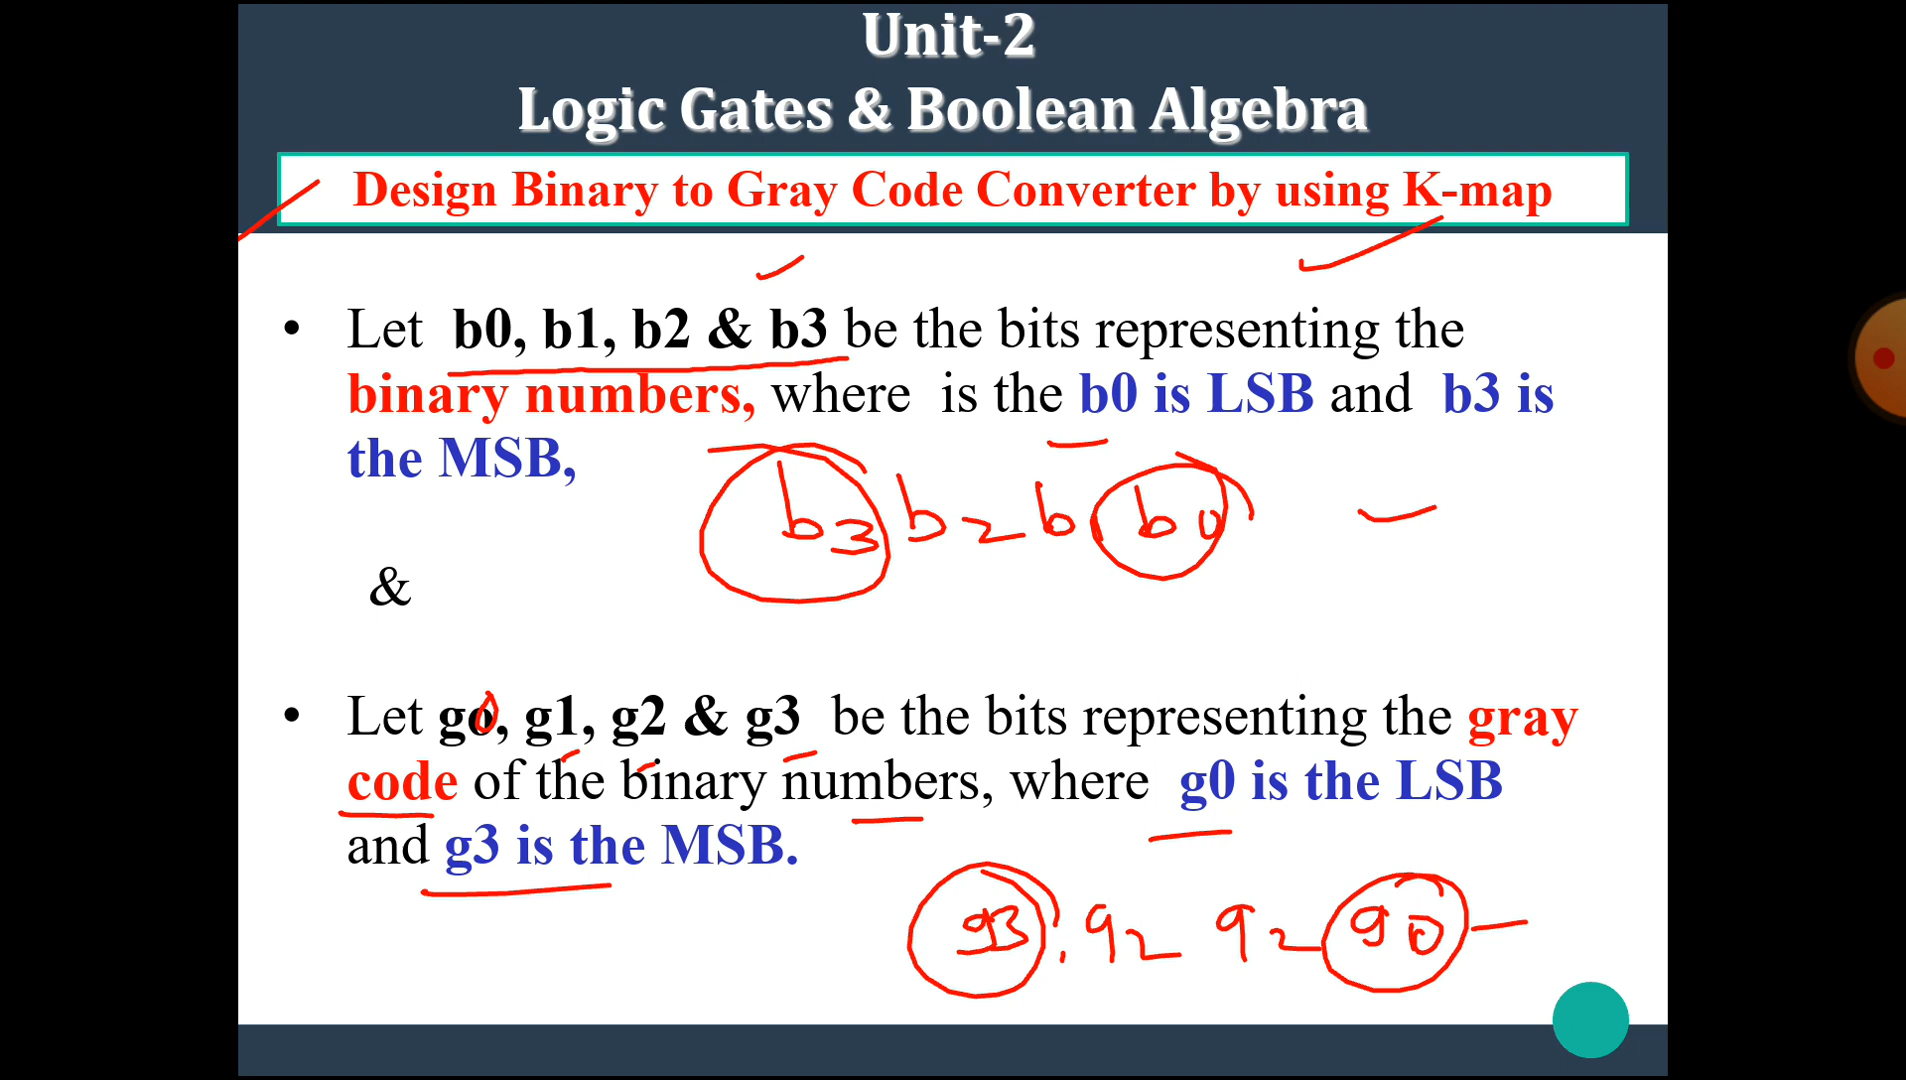 Unit-2
Logic Gates & Boolean Algebra
Design Binary to Gray Code Converter by using K-map
• Let b0, b1, b2 & b3 be the bits representing the
binary numbers, where is the b0 is LSB and b3 is
the MSB,
b3 b2 b1 b0
&
• Let go, g1, g2 & g3 be the bits representing the gray
code of the binary numbers, where g0 is the LSB
and g3 is the MSB.
g3 g2 g2 g0